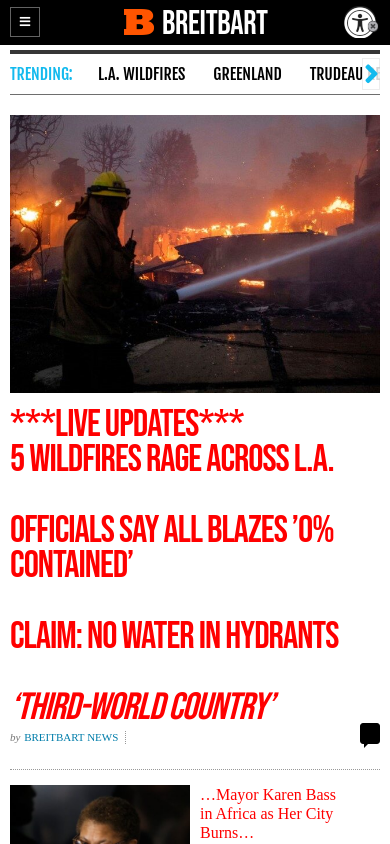 BREITBART
TRENDING: L.A. WILDFIRES GREENLAND TRUDEAU
***LIVE UPDATES***
5 WILDFIRES RAGE ACROSS L.A.
OFFICIALS SAY ALL BLAZES ’0%
CONTAINED’
CLAIM: NO WATER IN HYDRANTS
‘THIRD-WORLD COUNTRY’
by BREITBART NEWS
…Mayor Karen Bass
in Africa as Her City
Burns…